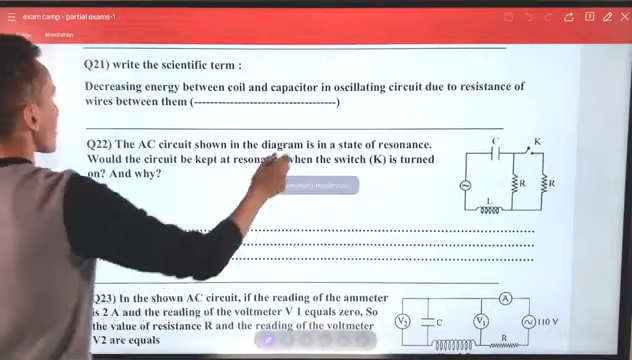 exam camp - partial exams-1
Annotation
Q21) write the scientific term :
Decreasing energy between coil and capacitor in oscillating circuit due to resistance of
wires between them (-----------------------------------)
Q22) The AC circuit shown in the diagram is in a state of resonance.
Would the circuit be kept at when the switch (K) is turned
on? And why?
C K
R R
L
Q23) In the shown AC circuit, if the reading of the ammeter
is 2 A and the reading of the voltmeter V 1 equals zero, So
the value of resistance R and the reading of the voltmeter
V2 are equals
A
V2 C V1 110 V
R